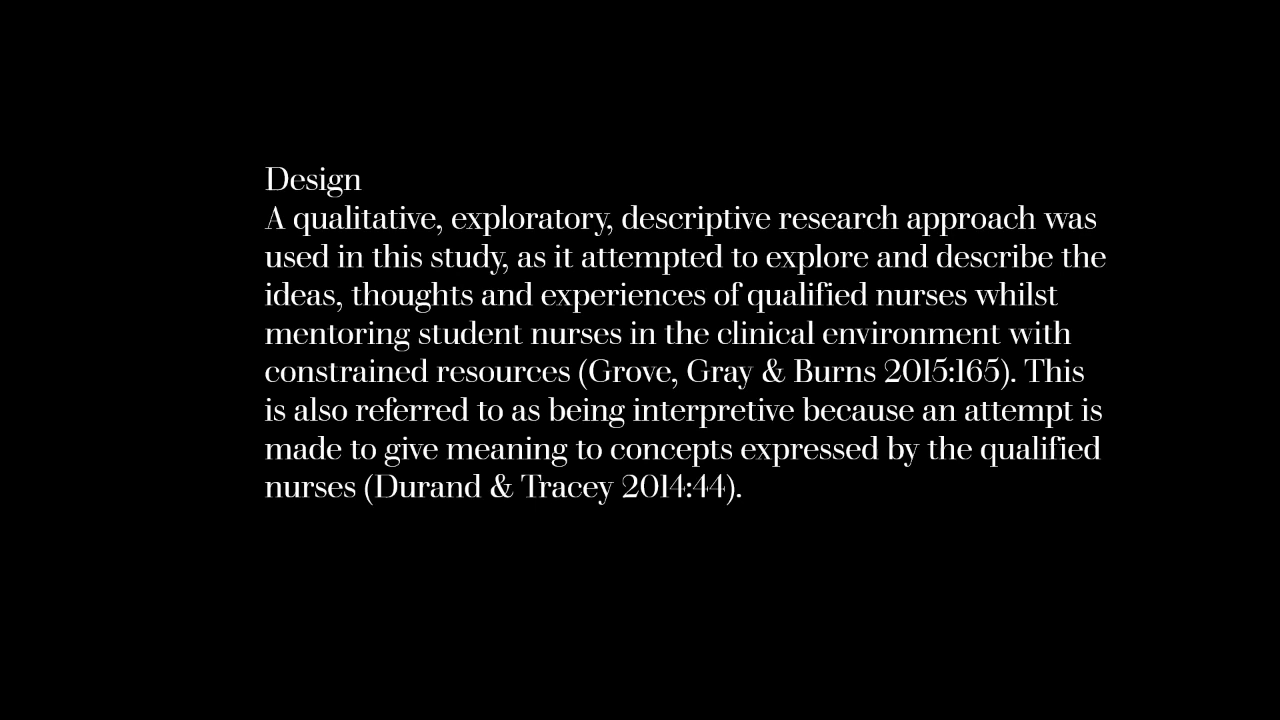 Design
A qualitative, exploratory, descriptive research approach was
used in this study, as it attempted to explore and describe the
ideas, thoughts and experiences of qualified nurses whilst
mentoring student nurses in the clinical environment with
constrained resources (Grove, Gray & Burns 2015:165). This
is also referred to as being interpretive because an attempt is
made to give meaning to concepts expressed by the qualified
nurses (Durand & Tracey 2014:44).